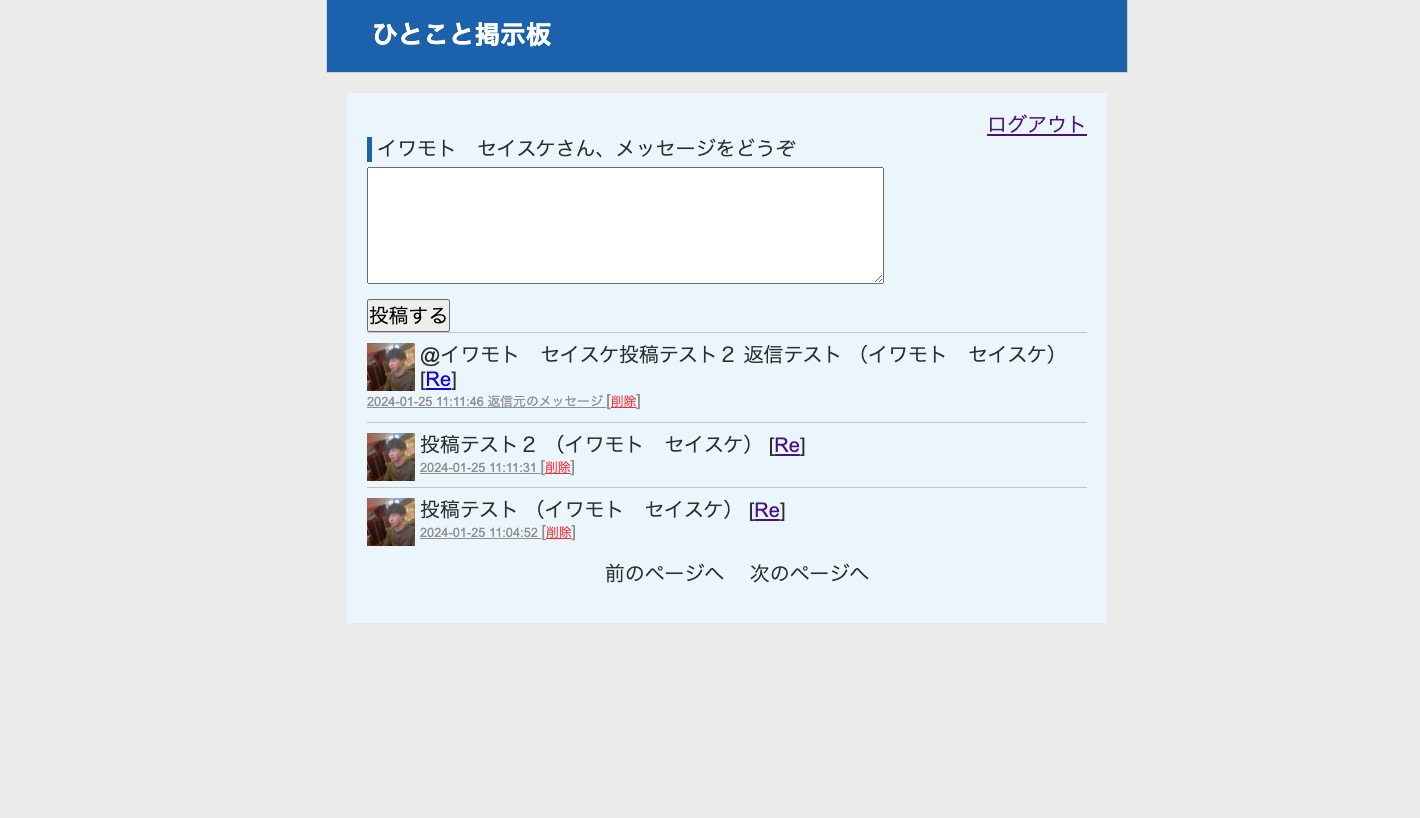 ひとこと掲示板
ログアウト
イワモト　セイスケさん、メッセージをどうぞ
投稿する
@イワモト　セイスケ投稿テスト２ 返信テスト （イワモト　セイスケ）
[Re]
2024-01-25 11:11:46 返信元のメッセージ [削除]
投稿テスト２ （イワモト　セイスケ） [Re]
2024-01-25 11:11:31 [削除]
投稿テスト （イワモト　セイスケ） [Re]
2024-01-25 11:04:52 [削除]
前のページへ　次のページへ